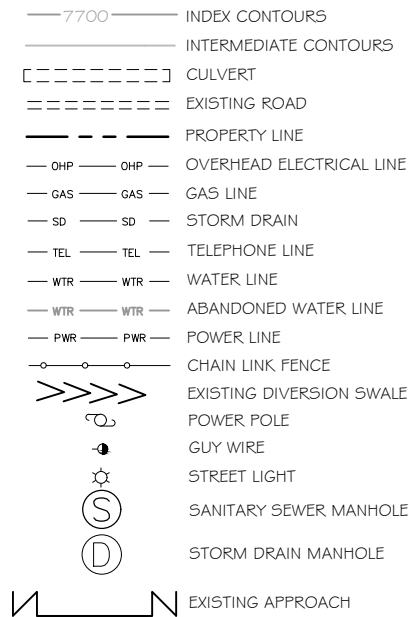 7700 INDEX CONTOURS
INTERMEDIATE CONTOURS
CULVERT
EXISTING ROAD
PROPERTY LINE
OHP OHP OVERHEAD ELECTRICAL LINE
GAS GAS GAS LINE
SD SD STORM DRAIN
TEL TEL TELEPHONE LINE
WTR WTR WATER LINE
WTR WTR ABANDONED WATER LINE
PWR PWR POWER LINE
CHAIN LINK FENCE
EXISTING DIVERSION SWALE
POWER POLE
GUY WIRE
STREET LIGHT
S SANITARY SEWER MANHOLE
D STORM DRAIN MANHOLE
EXISTING APPROACH